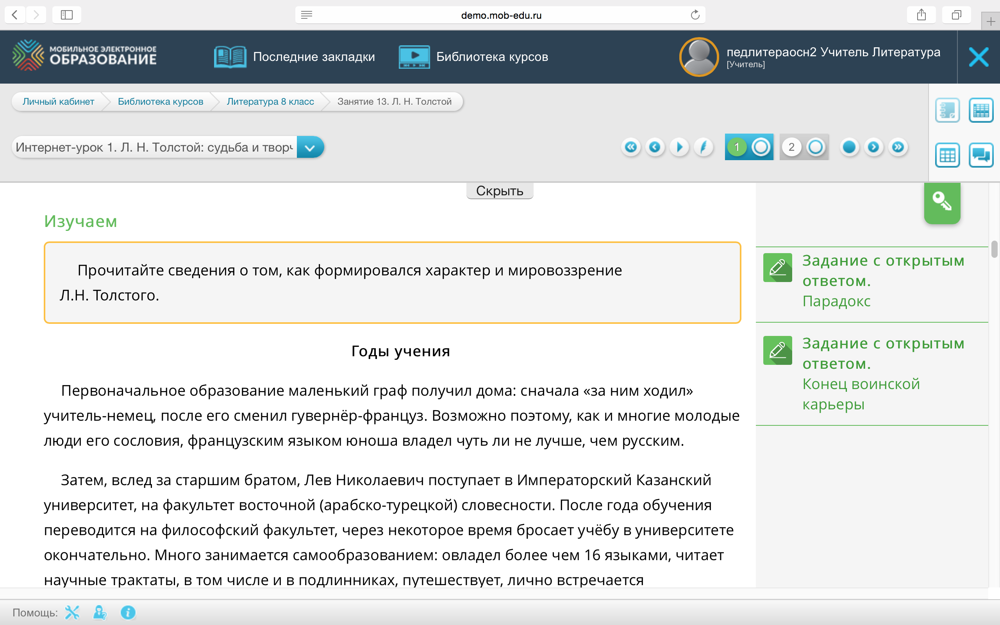 demo.mob-edu.ru
МОБИЛЬНОЕ ЭЛЕКТРОННОЕ
ОБРАЗОВАНИЕ
Последние закладки
Библиотека курсов
педлитераосн2 Учитель Литература
[Учитель]
Личный кабинет
Библиотека курсов
Литература 8 класс
Занятие 13. Л. Н. Толстой
Интернет-урок 1. Л. Н. Толстой: судьба и творч
1
2
Скрыть
Изучаем
Прочитайте сведения о том, как формировался характер и мировоззрение
Л.Н. Толстого.
Годы учения
Первоначальное образование маленький граф получил дома: сначала «за ним ходил»
учитель-немец, после его сменил гувернёр-француз. Возможно поэтому, как и многие молодые
люди его сословия, французским языком юноша владел чуть ли не лучше, чем русским.
Затем, вслед за старшим братом, Лев Николаевич поступает в Императорский Казанский
университет, на факультет восточной (арабско-турецкой) словесности. После года обучения
переводится на философский факультет, через некоторое время бросает учёбу в университете
окончательно. Много занимается самообразованием: овладел более чем 16 языками, читает
научные трактаты, в том числе и в подлинниках, путешествует, лично встречается
Задание с открытым
ответом.
Парадокс
Задание с открытым
ответом.
Конец воинской
карьеры
Помощь: